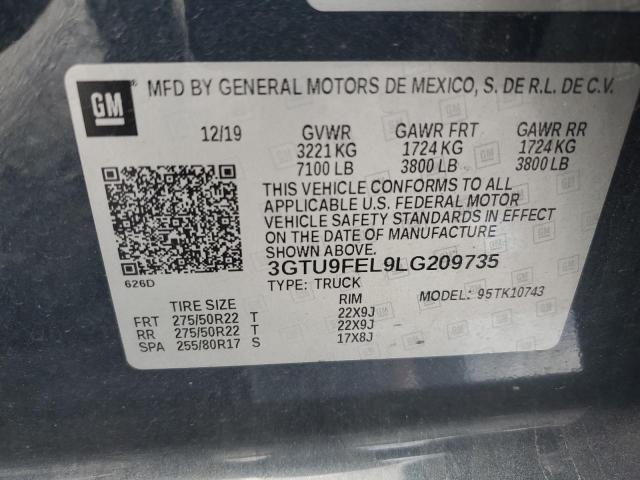 GM
MFD BY GENERAL MOTORS DE MEXICO, S. DE R.L. DE C.V.
12/19 GVWR GAWR FRT GAWR RR
3221 KG 1724 KG 1724 KG
7100 LB 3800 LB 3800 LB
THIS VEHICLE CONFORMS TO ALL
APPLICABLE U.S. FEDERAL MOTOR
VEHICLE SAFETY STANDARDS IN EFFECT
ON THE DATE OF MANUFACTURE
SHOWN ABOVE.
626D
3GTU9FEL9LG209735
TYPE: TRUCK
MODEL: 95TK10743
TIRE SIZE RIM
FRT 275/50R22 T 22X9J
RR 275/50R22 T 22X9J
SPA 255/80R17 S 17X8J